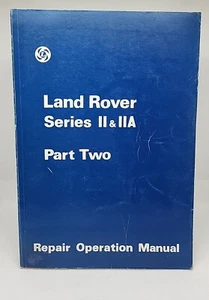 Land Rover
Series II & IIA
Part Two
Repair Operation Manual